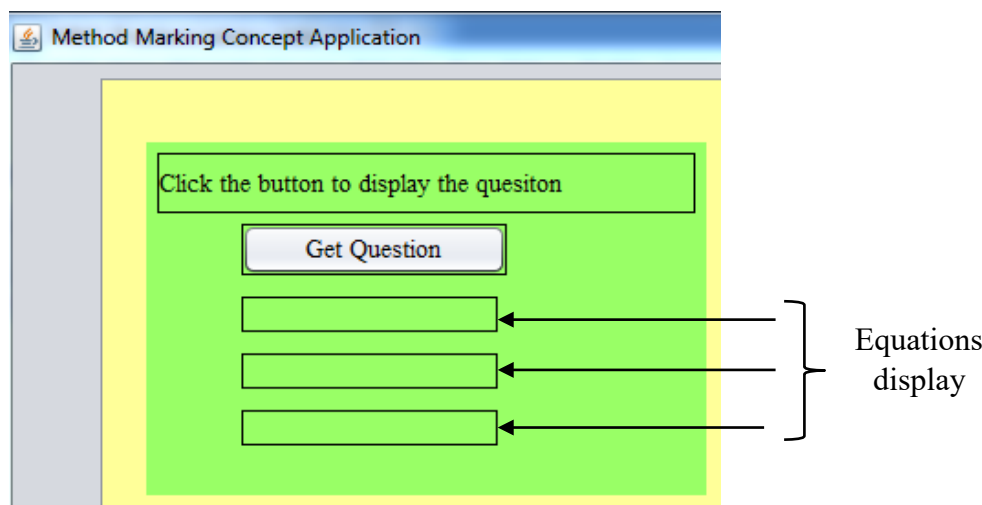 Method Marking Concept Application
Click the button to display the quesiton
Get Question
Equations
display